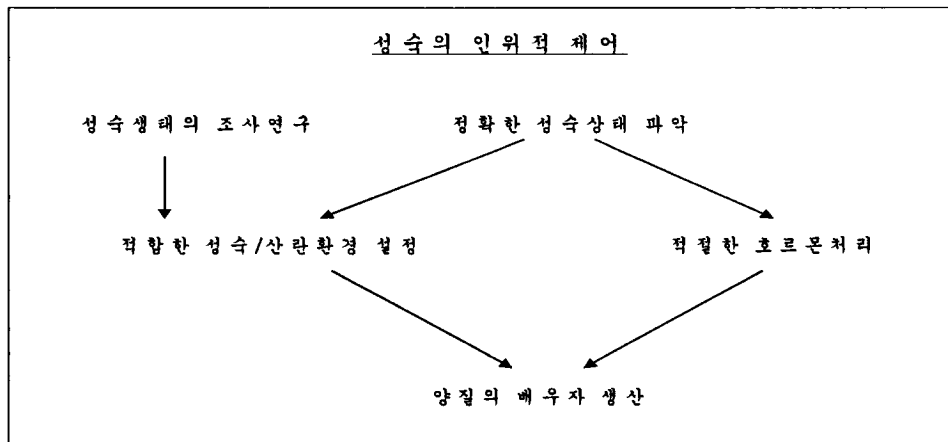 성숙의 인위적 제어
성숙생태의 조사연구 정확한 성숙상태 파악
적합한 성숙/산란환경 설정 적절한 호르몬처리
양질의 배우자 생산